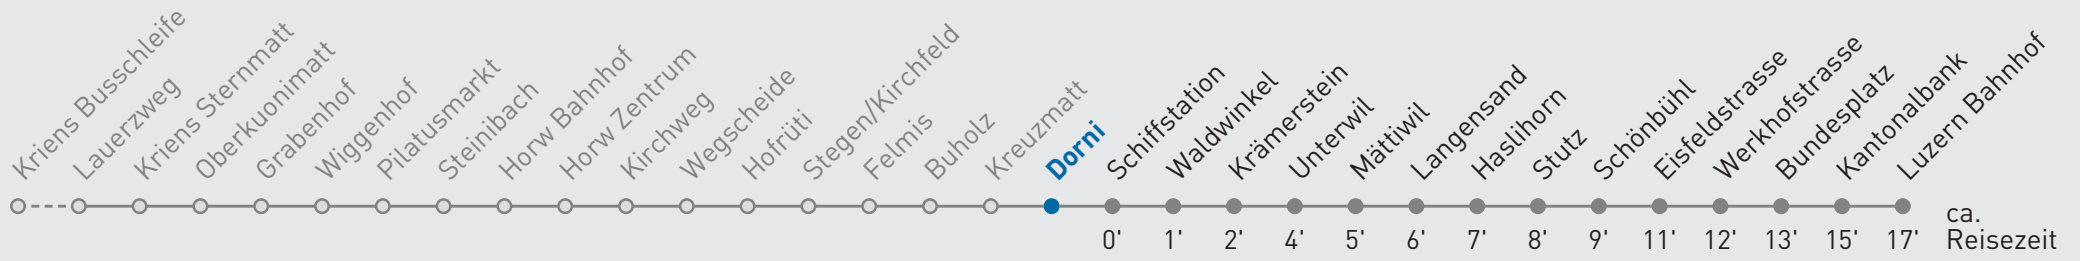 Kriens Busschleife
Lauerzweg
Kriens Sternmatt
Oberkuonimatt
Grabenhof
Wiggenhof
Pilatusmarkt
Steinibach
Horw Bahnhof
Horw Zentrum
Kirchweg
Wegscheide
Hofrüti
Stegen/Kirchfeld
Felmis
Buholz
Kreuzmatt
Dorni
Schiffstation
Waldwinkel
Krämerstein
Unterwil
Mättiwil
Langensand
Haslihorn
Stutz
Schönbühl
Eisfeldstrasse
Werkhofstrasse
Bundesplatz
Kantonalbank
Luzern Bahnhof
0' 1' 2' 4' 5' 6' 7' 8' 9' 11' 12' 13' 15' 17'
ca.
Reisezeit